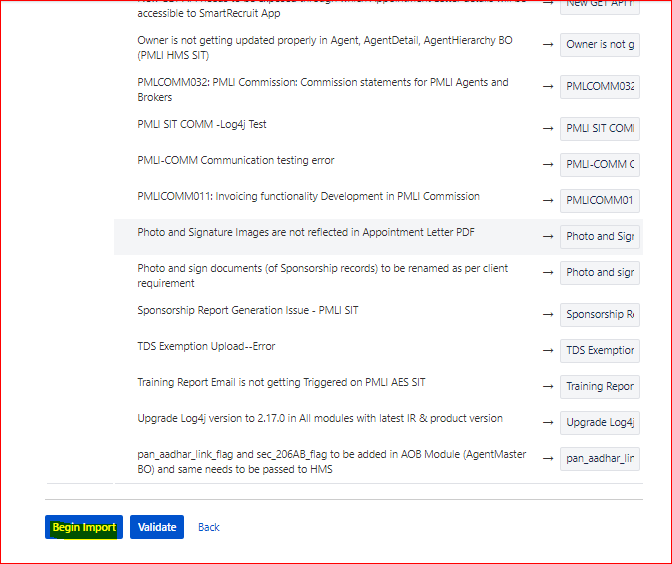 accessible to SmartRecruit App
Owner is not getting updated properly in Agent, AgentDetail, AgentHierarchy BO
(PMLI HMS SIT)
→ Owner is not g
PMLCOMM032: PMLI Commission: Commission statements for PMLI Agents and
Brokers
→ PMLCOMM032
PMLI SIT COMM -Log4j Test → PMLI SIT COM
PMLI-COMM Communication testing error → PMLI-COMM C
PMLICOMM011: Invoicing functionality Development in PMLI Commission → PMLICOMM01
Photo and Signature Images are not reflected in Appointment Letter PDF → Photo and Sig
Photo and sign documents (of Sponsorship records) to be renamed as per client
requirement
→ Photo and sign
Sponsorship Report Generation Issue - PMLI SIT → Sponsorship R
TDS Exemption Upload--Error → TDS Exemption
Training Report Email is not getting Triggered on PMLI AES SIT → Training Repor
Upgrade Log4j version to 2.17.0 in All modules with latest IR & product version → Upgrade Log4j
pan_aadhar_link_flag and sec_206AB_flag to be added in AOB Module (AgentMaster
BO) and same needs to be passed to HMS
→ pan_aadhar_lin
Begin Import Validate Back